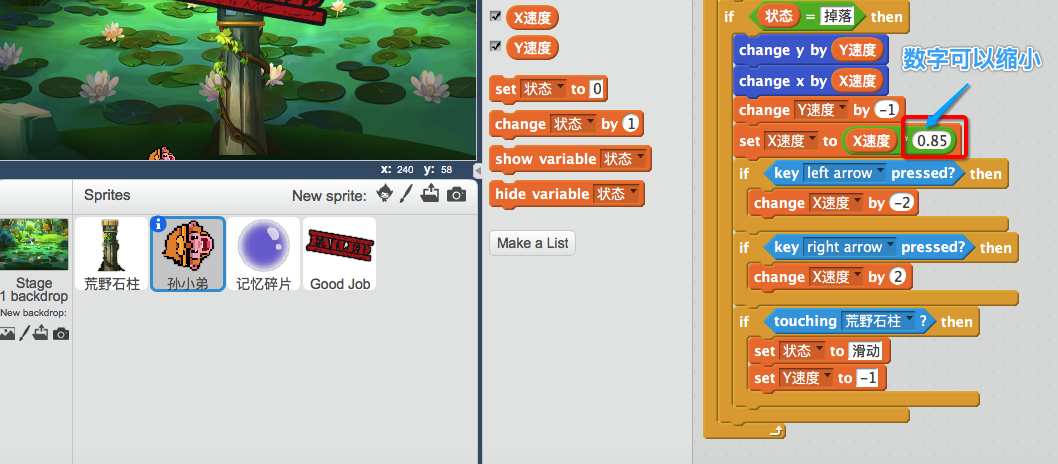 X速度
Y速度
set 状态 to 0
change 状态 by 1
show variable 状态
hide variable 状态
Make a List
x: 240 y: 58
Sprites
New sprite:
Stage
1 backdrop
New backdrop:
荒野石柱
孙小弟
记忆碎片
FAILED
Good Job
if 状态 = 掉落 then
change y by Y速度
change x by X速度
change Y速度 by -1
set X速度 to X速度 0.85
数字可以缩小
if key left arrow pressed? then
change X速度 by -2
if key right arrow pressed? then
change X速度 by 2
if touching 荒野石柱 ? then
set 状态 to 滑动
set Y速度 to -1